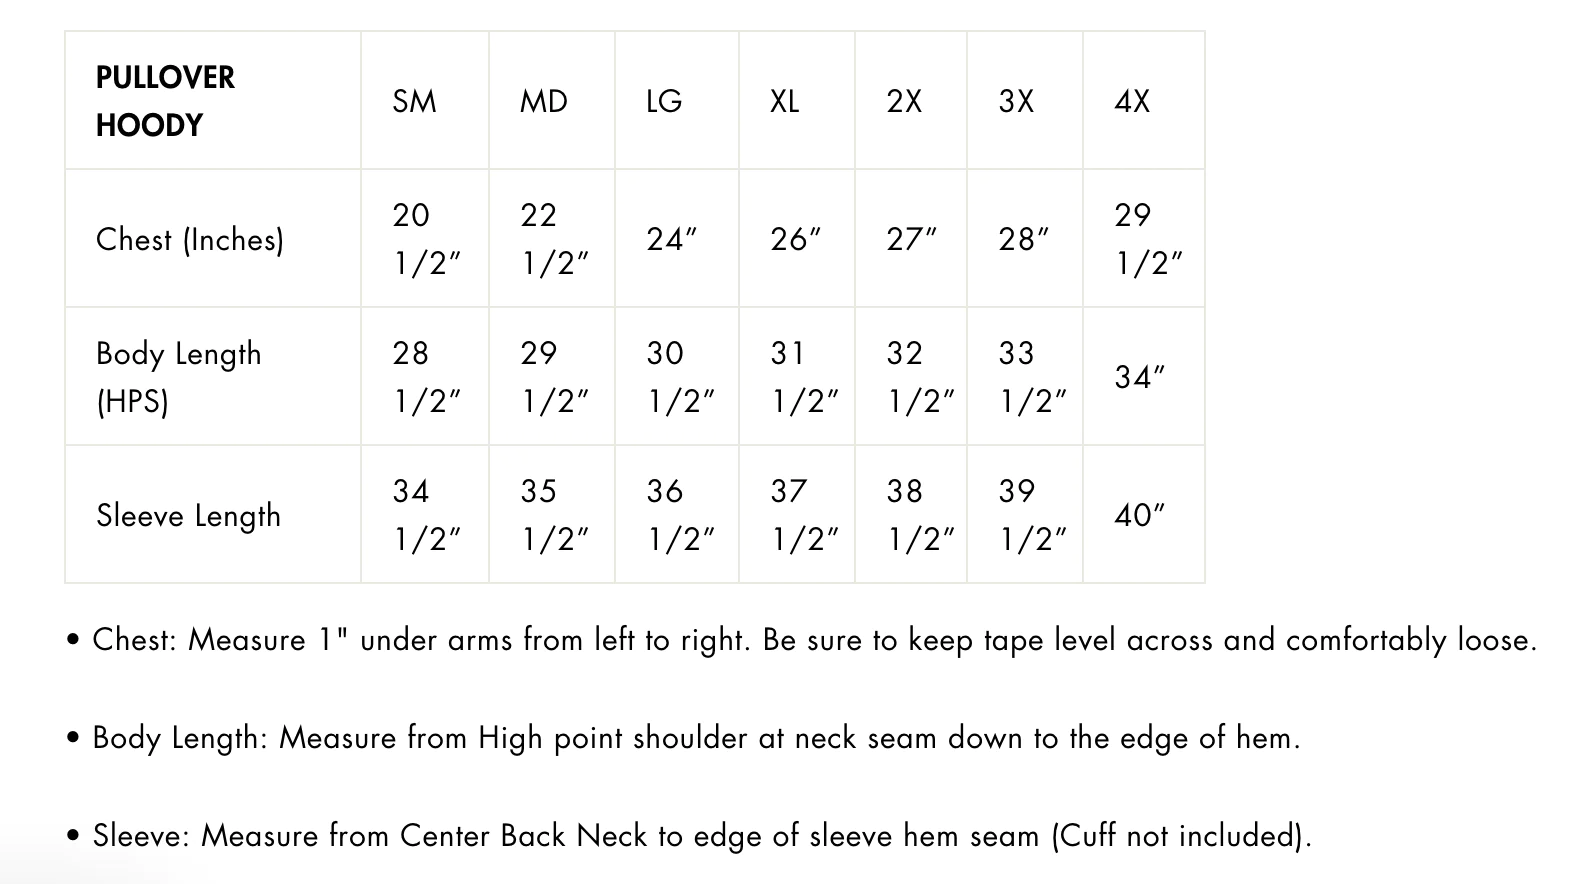 PULLOVER HOODY SM MD LG XL 2X 3X 4X
Chest (Inches) 20 1/2” 22 1/2” 24” 26” 27” 28” 29 1/2”
Body Length (HPS) 28 1/2” 29 1/2” 30 1/2” 31 1/2” 32 1/2” 33 1/2” 34”
Sleeve Length 34 1/2” 35 1/2” 36 1/2” 37 1/2” 38 1/2” 39 1/2” 40”
• Chest: Measure 1" under arms from left to right. Be sure to keep tape level across and comfortably loose.
• Body Length: Measure from High point shoulder at neck seam down to the edge of hem.
• Sleeve: Measure from Center Back Neck to edge of sleeve hem seam (Cuff not included).